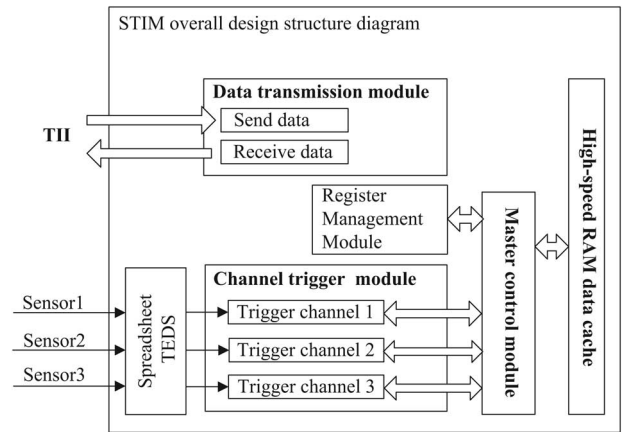 STIM overall design structure diagram
Data transmission module
Send data
Receive data
TII
Register
Management
Module
Master control module
High-speed RAM data cache
Channel trigger module
Trigger channel 1
Trigger channel 2
Trigger channel 3
Spreadsheet
TEDS
Sensor1
Sensor2
Sensor3